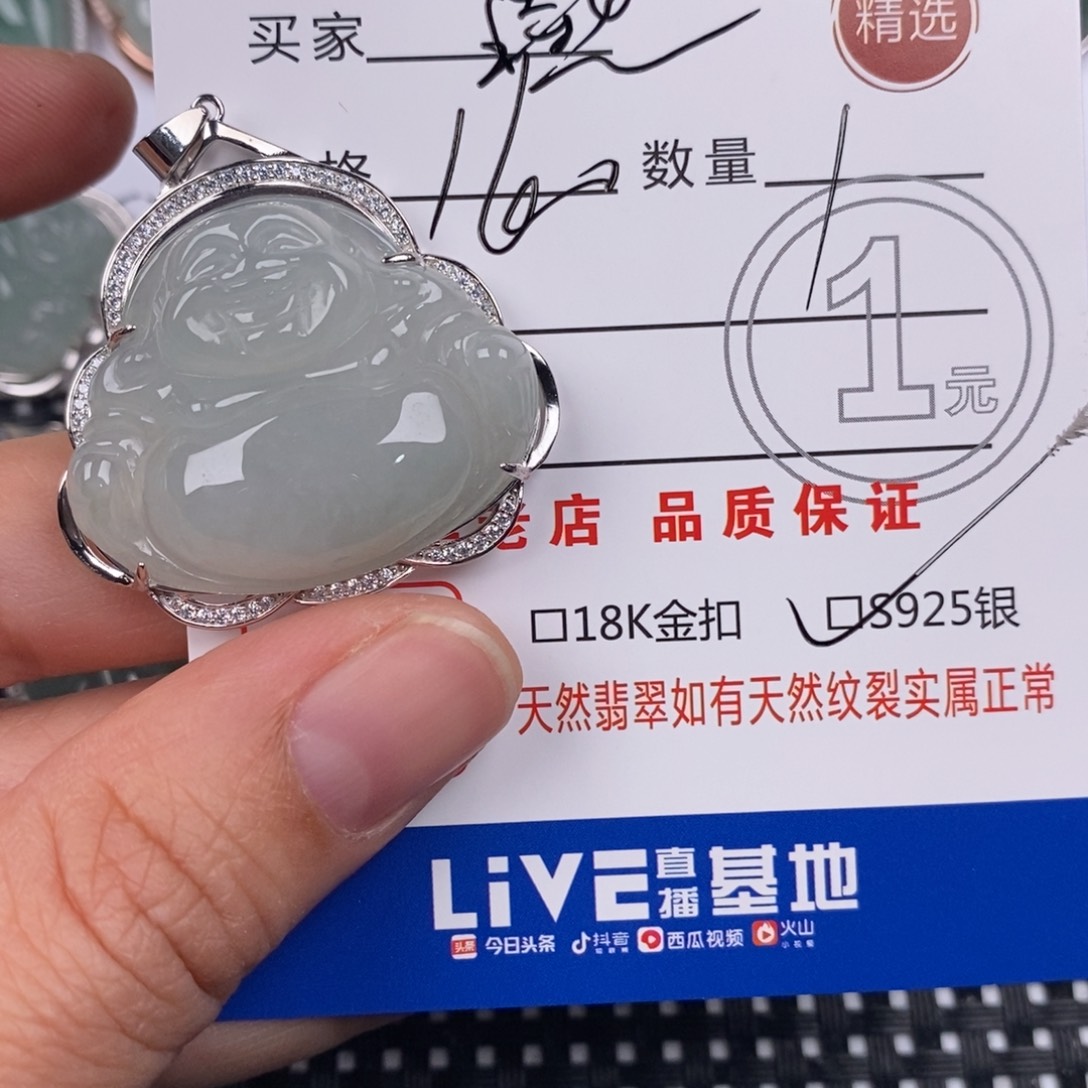 精选
买家
格 160 数量 1
1元
老店 品质保证
□18K金扣 □S925银
天然翡翠如有天然纹裂实属正常
LiVE直播基地
头条 今日头条 抖音 西瓜视频 火山